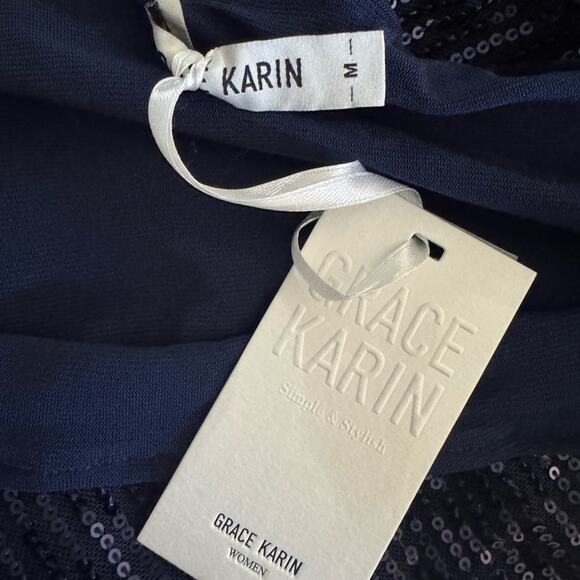 KARIN
M
GRACE
KARIN
Simple & Stylish
GRACE KARIN
WOMEN